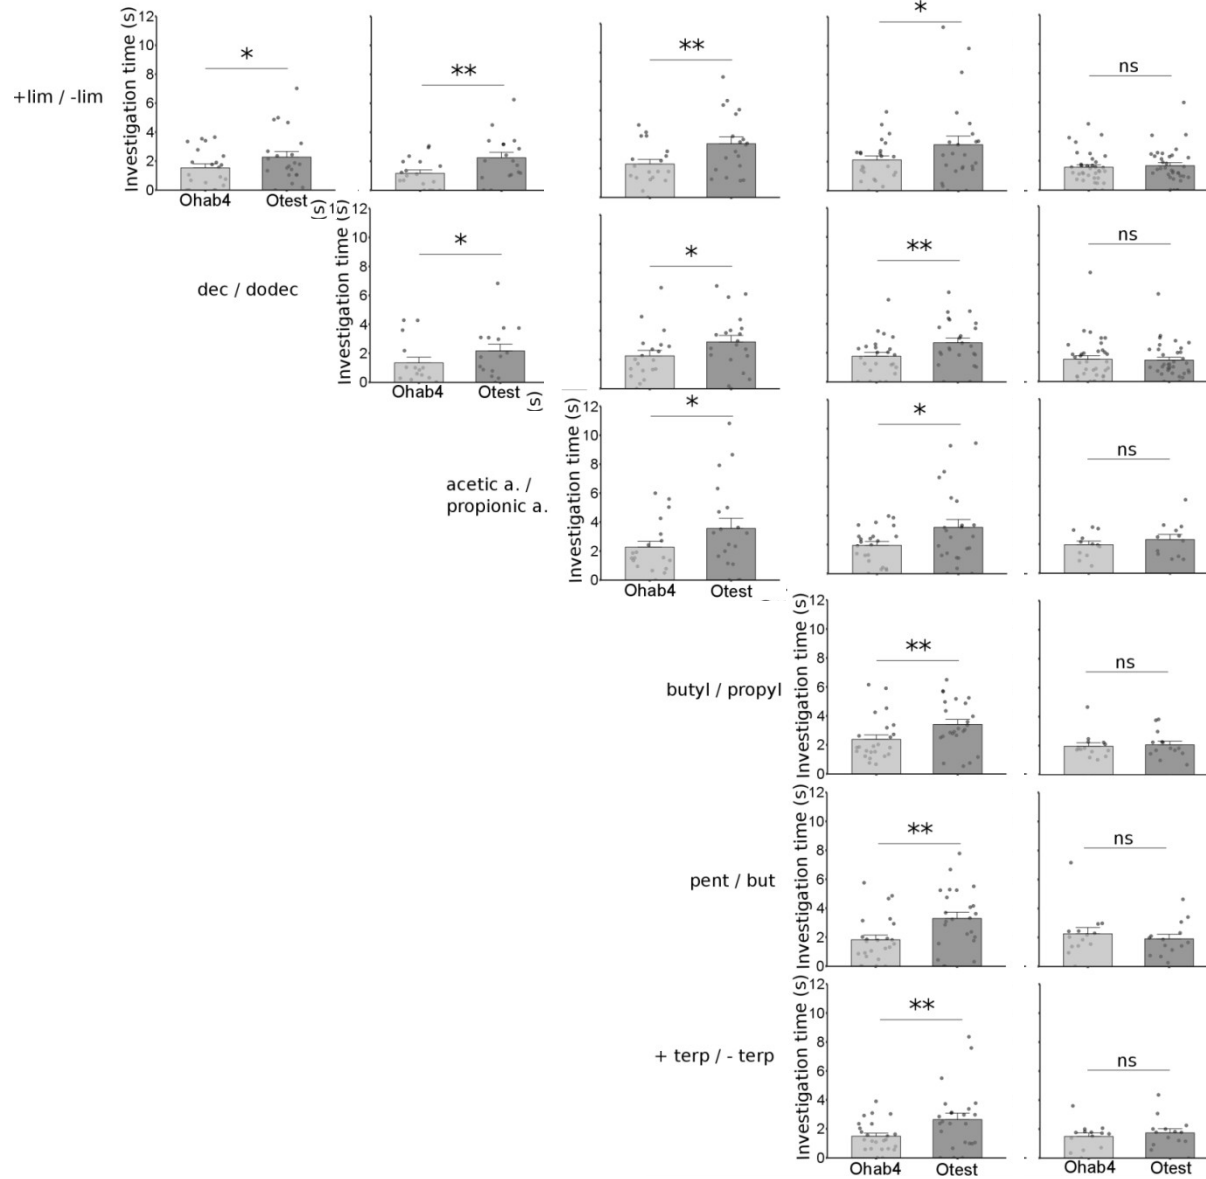 Investigation time (s)
12
10
8
6
4
2
0
+lim / -lim
*
**
**
*
ns
Ohab4 Otest
(s)
Investigation time (s)
12
10
8
6
4
2
0
dec / dodec
*
*
**
ns
Ohab4 Otest
(s)
Investigation time (s)
12
10
8
6
4
2
0
acetic a. /
propionic a.
*
*
ns
Ohab4 Otest
Investigation time (s)
12
10
8
6
4
2
0
butyl / propyl
**
ns
Investigation time (s)
12
10
8
6
4
2
0
pent / but
**
ns
Investigation time (s)
12
10
8
6
4
2
0
+ terp / - terp
**
ns
Ohab4 Otest
Ohab4 Otest